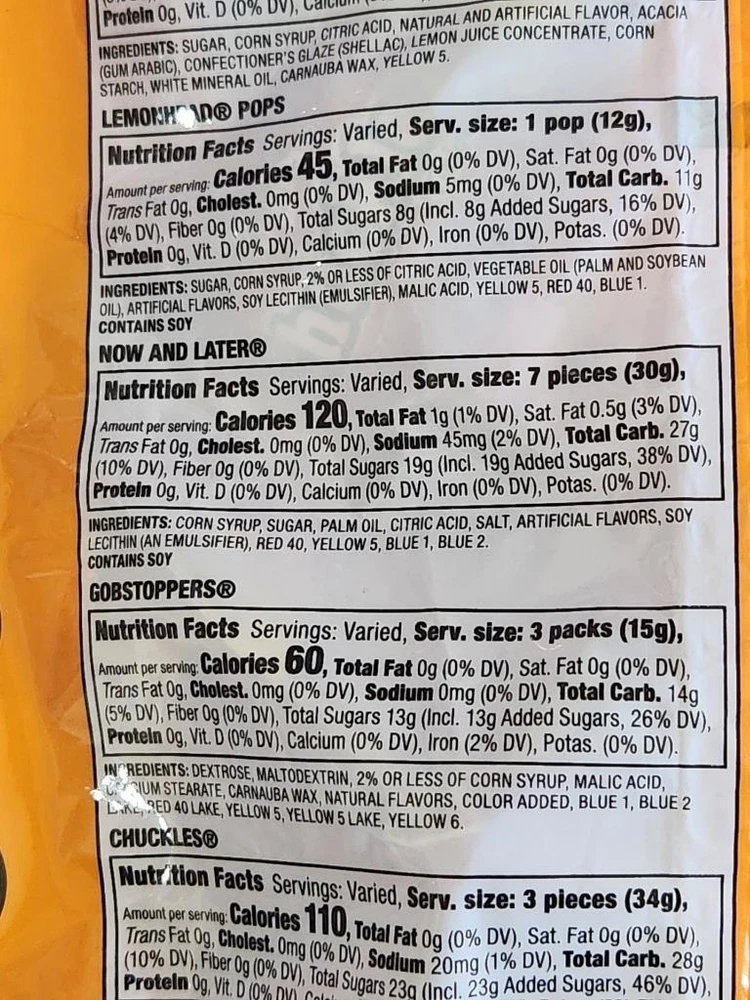 Protein 0g, Vit. D (0% DV),
INGREDIENTS: SUGAR, CORN SYRUP, CITRIC ACID, NATURAL AND ARTIFICIAL FLAVOR, ACACIA
(GUM ARABIC), CONFECTIONER'S GLAZE (SHELLAC), LEMON JUICE CONCENTRATE, CORN
STARCH, WHITE MINERAL OIL, CARNAUBA WAX, YELLOW 5.
LEMONHEAD® POPS
Nutrition Facts Servings: Varied, Serv. size: 1 pop (12g),
Amount per serving: Calories 45, Total Fat 0g (0% DV), Sat. Fat 0g (0% DV),
Trans Fat 0g, Cholest. 0mg (0% DV), Sodium 5mg (0% DV), Total Carb. 11g
(4% DV), Fiber 0g (0% DV), Total Sugars 8g (Incl. 8g Added Sugars, 16% DV),
Protein 0g, Vit. D (0% DV), Calcium (0% DV), Iron (0% DV), Potas. (0% DV).
INGREDIENTS: SUGAR, CORN SYRUP, 2% OR LESS OF CITRIC ACID, VEGETABLE OIL (PALM AND SOYBEAN
OIL), ARTIFICIAL FLAVORS, SOY LECITHIN (EMULSIFIER), MALIC ACID, YELLOW 5, RED 40, BLUE 1.
CONTAINS SOY
NOW AND LATER®
Nutrition Facts Servings: Varied, Serv. size: 7 pieces (30g),
Amount per serving: Calories 120, Total Fat 1g (1% DV), Sat. Fat 0.5g (3% DV),
Trans Fat 0g, Cholest. 0mg (0% DV), Sodium 45mg (2% DV), Total Carb. 27g
(10% DV), Fiber 0g (0% DV), Total Sugars 19g (Incl. 19g Added Sugars, 38% DV),
Protein 0g, Vit. D (0% DV), Calcium (0% DV), Iron (0% DV), Potas. (0% DV).
INGREDIENTS: CORN SYRUP, SUGAR, PALM OIL, CITRIC ACID, SALT, ARTIFICIAL FLAVORS, SOY
LECITHIN (AN EMULSIFIER), RED 40, YELLOW 5, BLUE 1, BLUE 2.
CONTAINS SOY
GOBSTOPPERS®
Nutrition Facts Servings: Varied, Serv. size: 3 packs (15g),
Amount per serving: Calories 60, Total Fat 0g (0% DV), Sat. Fat 0g (0% DV),
Trans Fat 0g, Cholest. 0mg (0% DV), Sodium 0mg (0% DV), Total Carb. 14g
(5% DV), Fiber 0g (0% DV), Total Sugars 13g (Incl. 13g Added Sugars, 26% DV),
Protein 0g, Vit. D (0% DV), Calcium (0% DV), Iron (2% DV), Potas. (0% DV).
INGREDIENTS: DEXTROSE, MALTODEXTRIN, 2% OR LESS OF CORN SYRUP, MALIC ACID,
CALCIUM STEARATE, CARNAUBA WAX, NATURAL FLAVORS, COLOR ADDED, BLUE 1, BLUE 2
LAKE, RED 40 LAKE, YELLOW 5, YELLOW 5 LAKE, YELLOW 6.
CHUCKLES®
Nutrition Facts Servings: Varied, Serv. size: 3 pieces (34g),
Amount per serving: Calories 110, Total Fat 0g (0% DV), Sat. Fat 0g (0% DV),
Trans Fat 0g, Cholest. 0mg (0% DV), Sodium 20mg (1% DV), Total Carb. 28g
(10% DV), Fiber 0g (0% DV), Total Sugars 23g (Incl. 23g Added Sugars, 46% DV),
Protein 0g, Vit. D (0% DV)